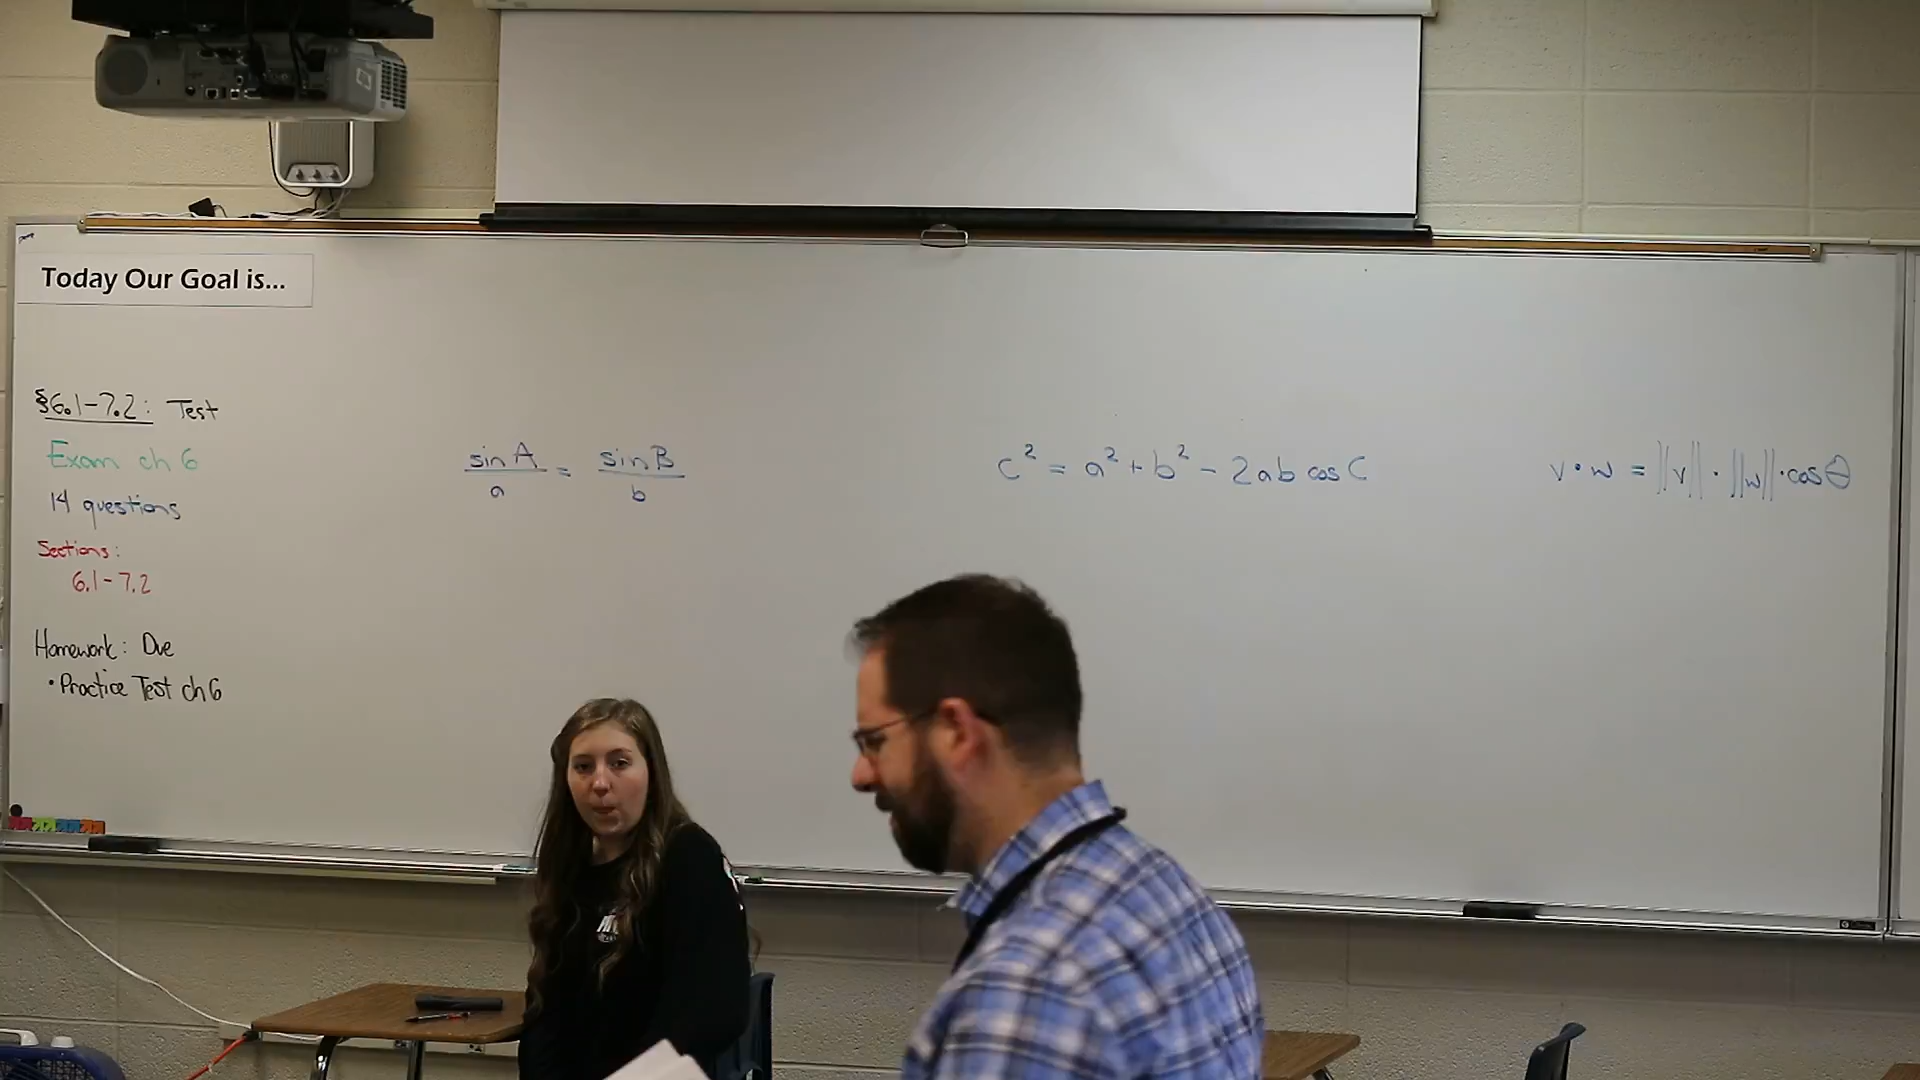 Today Our Goal is...
§6.1-7.2: Test
Exam ch 6
14 questions
Sections:
6.1-7.2
Homework: Due
• Practice Test ch 6
sin A / a = sin B / b
c² = a² + b² - 2ab cos C
v · w = ||v|| · ||w|| · cos θ